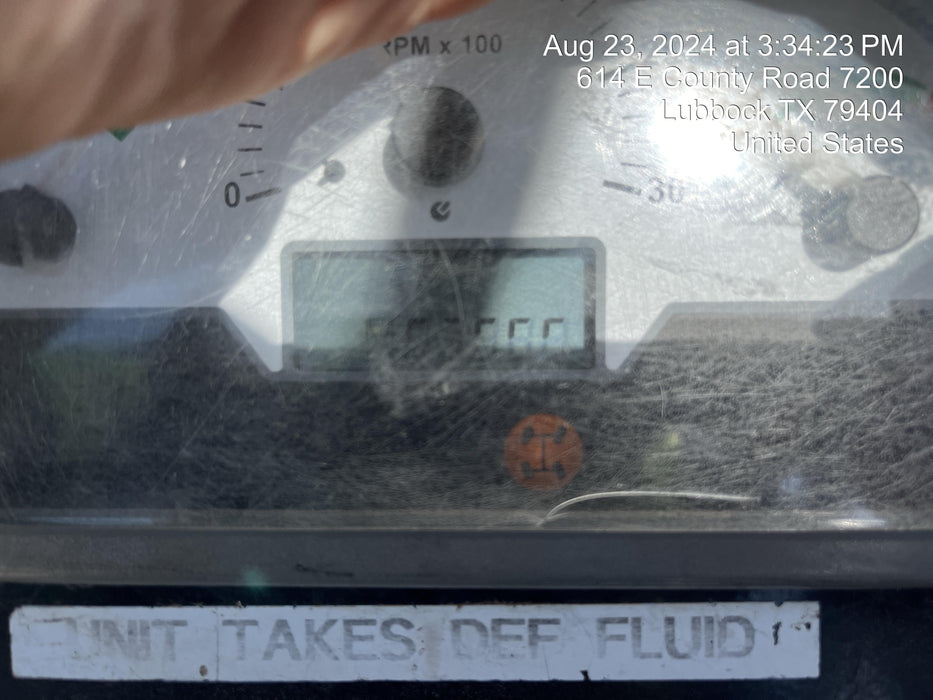 RPM x 100
Aug 23, 2024 at 3:34:23 PM
614 E County Road 7200
Lubbock TX 79404
United States
0
30
UNIT TAKES DEF FLUID